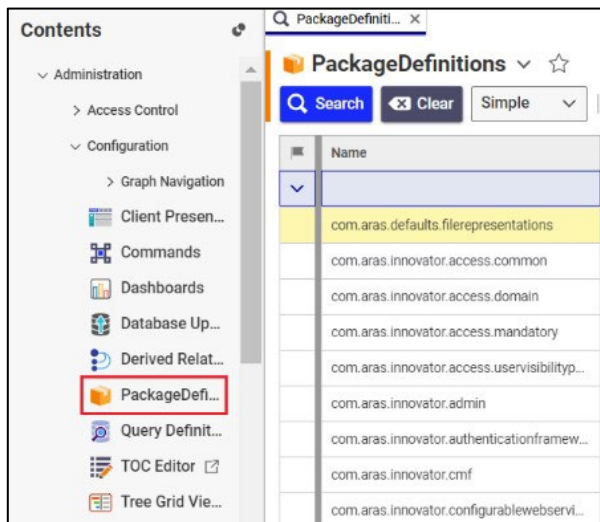 Contents
Administration
Access Control
Configuration
Graph Navigation
Client Presen...
Commands
Dashboards
Database Up...
Derived Relat...
PackageDefi...
Query Definit...
TOC Editor
Tree Grid Vie...
PackageDefiniti...
PackageDefinitions
Search Clear Simple
Name
com.aras.defaults.filerepresentations
com.aras.innovator.access.common
com.aras.innovator.access.domain
com.aras.innovator.access.mandatory
com.aras.innovator.access.uservisibilityp...
com.aras.innovator.admin
com.aras.innovator.authenticationframew...
com.aras.innovator.cmf
com.aras.innovator.configurablewebservi...